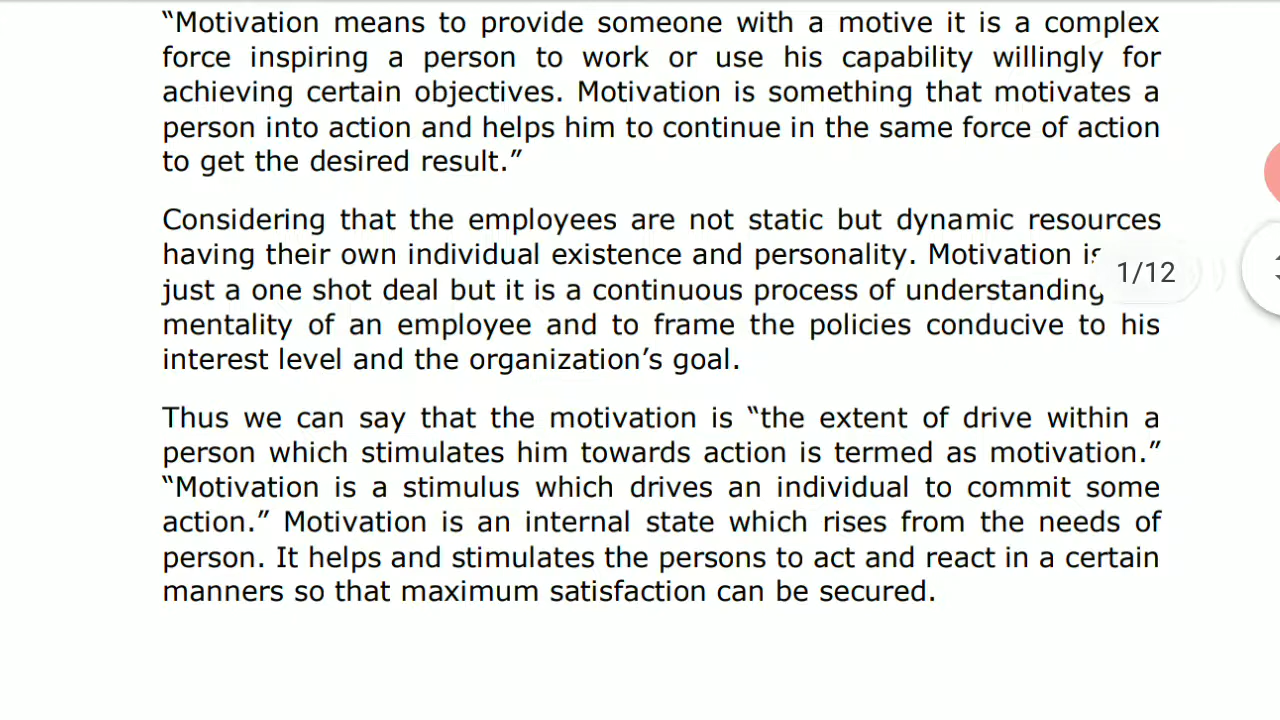 “Motivation means to provide someone with a motive it is a complex
force inspiring a person to work or use his capability willingly for
achieving certain objectives. Motivation is something that motivates a
person into action and helps him to continue in the same force of action
to get the desired result.”
Considering that the employees are not static but dynamic resources
having their own individual existence and personality. Motivation is
1/12
just a one shot deal but it is a continuous process of understanding
mentality of an employee and to frame the policies conducive to his
interest level and the organization’s goal.
Thus we can say that the motivation is “the extent of drive within a
person which stimulates him towards action is termed as motivation.”
“Motivation is a stimulus which drives an individual to commit some
action.” Motivation is an internal state which rises from the needs of
person. It helps and stimulates the persons to act and react in a certain
manners so that maximum satisfaction can be secured.